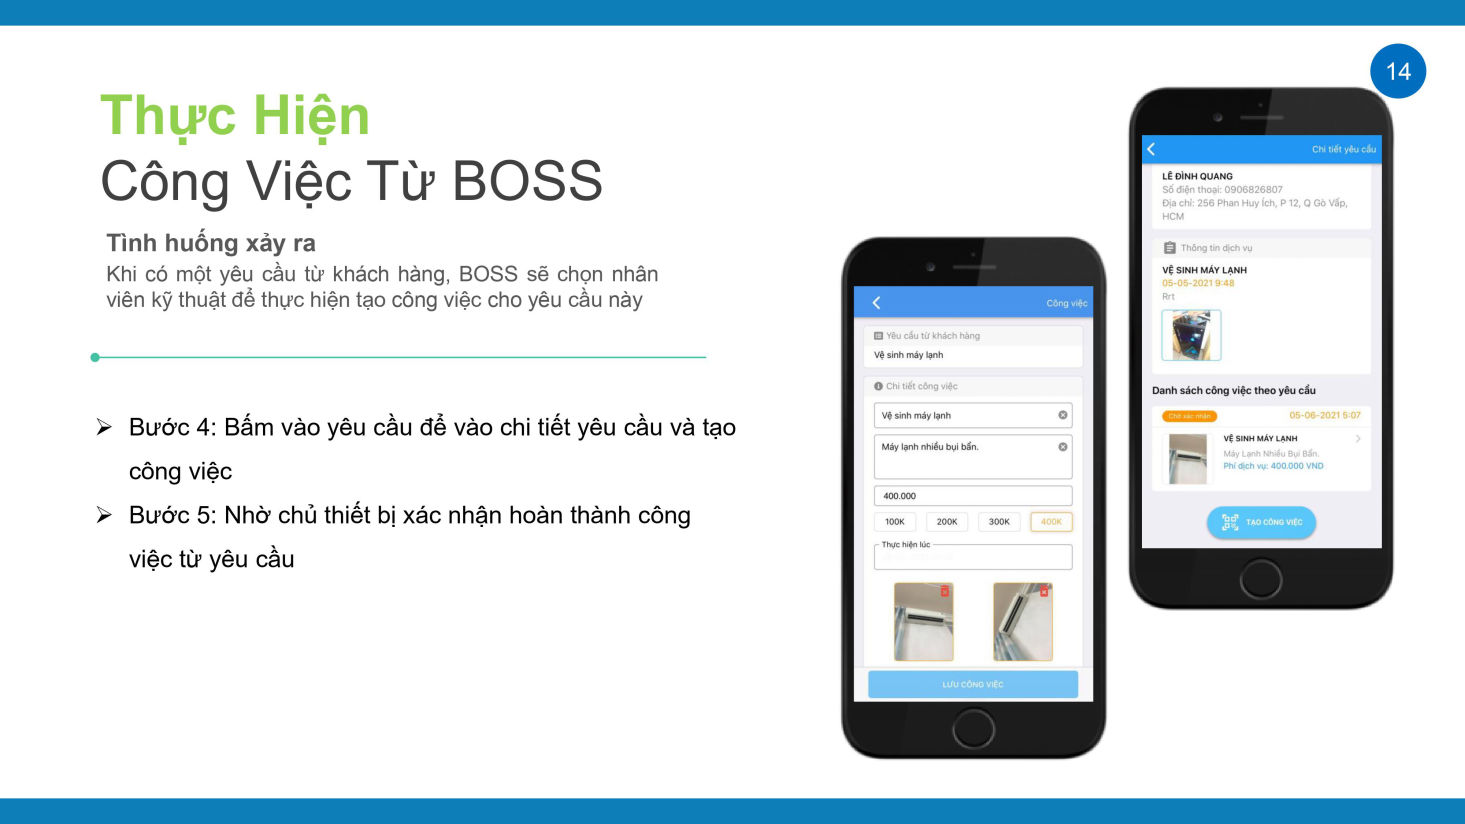 14
Thực Hiện
Công Việc Từ BOSS
Tình huống xảy ra
Khi có một yêu cầu từ khách hàng, BOSS sẽ chọn nhân
viên kỹ thuật để thực hiện tạo công việc cho yêu cầu này
Bước 4: Bấm vào yêu cầu để vào chi tiết yêu cầu và tạo
công việc
Bước 5: Nhờ chủ thiết bị xác nhận hoàn thành công
việc từ yêu cầu
Công việc
Yêu cầu từ khách hàng
Vệ sinh máy lạnh
Chi tiết công việc
Vệ sinh máy lạnh
Máy lạnh nhiều bụi bẩn.
400.000
100K 200K 300K 400K
Thực hiện lúc
LƯU CÔNG VIỆC
Chi tiết yêu cầu
LÊ ĐÌNH QUANG
Số điện thoại: 0906826807
Địa chỉ: 256 Phan Huy Ích, P 12, Q Gò Vấp,
HCM
Thông tin dịch vụ
VỆ SINH MÁY LẠNH
05-05-2021 9:48
Rrt
Danh sách công việc theo yêu cầu
Chờ xác nhận 05-06-2021 5:07
VỆ SINH MÁY LẠNH
Máy Lạnh Nhiều Bụi Bẩn.
Phí dịch vụ: 400.000 VND
TẠO CÔNG VIỆC